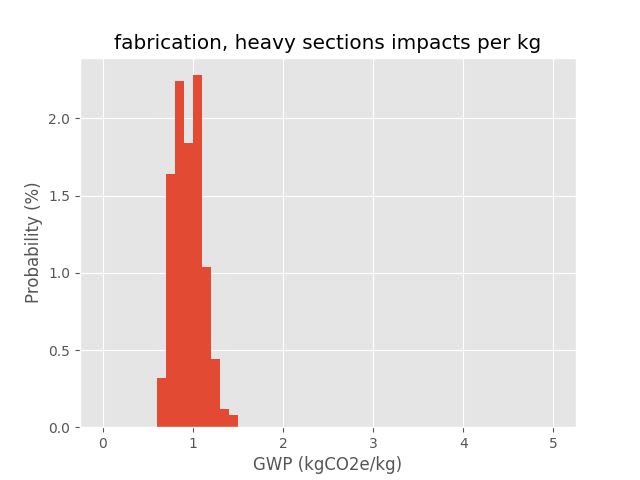 fabrication, heavy sections impacts per kg
2.0
1.5
1.0
0.5
0.0
Probability (%)
0 1 2 3 4 5
GWP (kgCO2e/kg)